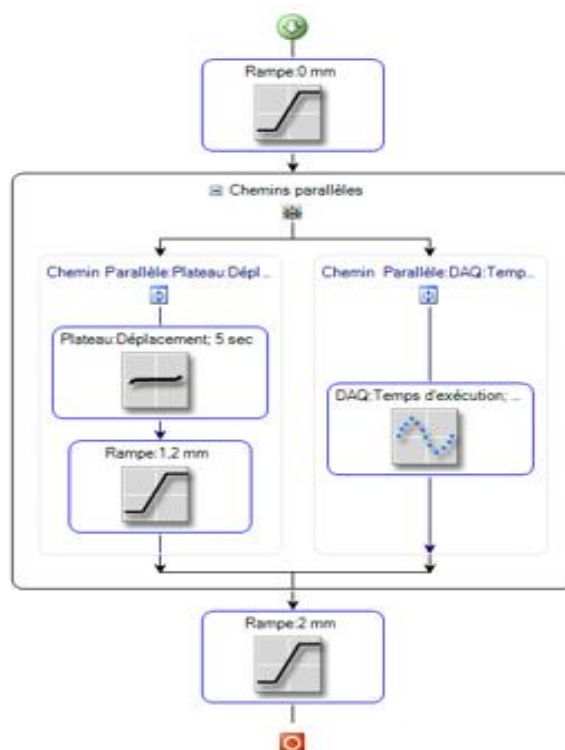 Rampe:0 mm
Chemins parallèles
Chemin Parallèle:Plateau:Dépl...
Chemin Parallèle:DAQ:Temp...
Plateau:Déplacement; 5 sec
DAQ:Temps d'exécution; ...
Rampe:1,2 mm
Rampe:2 mm